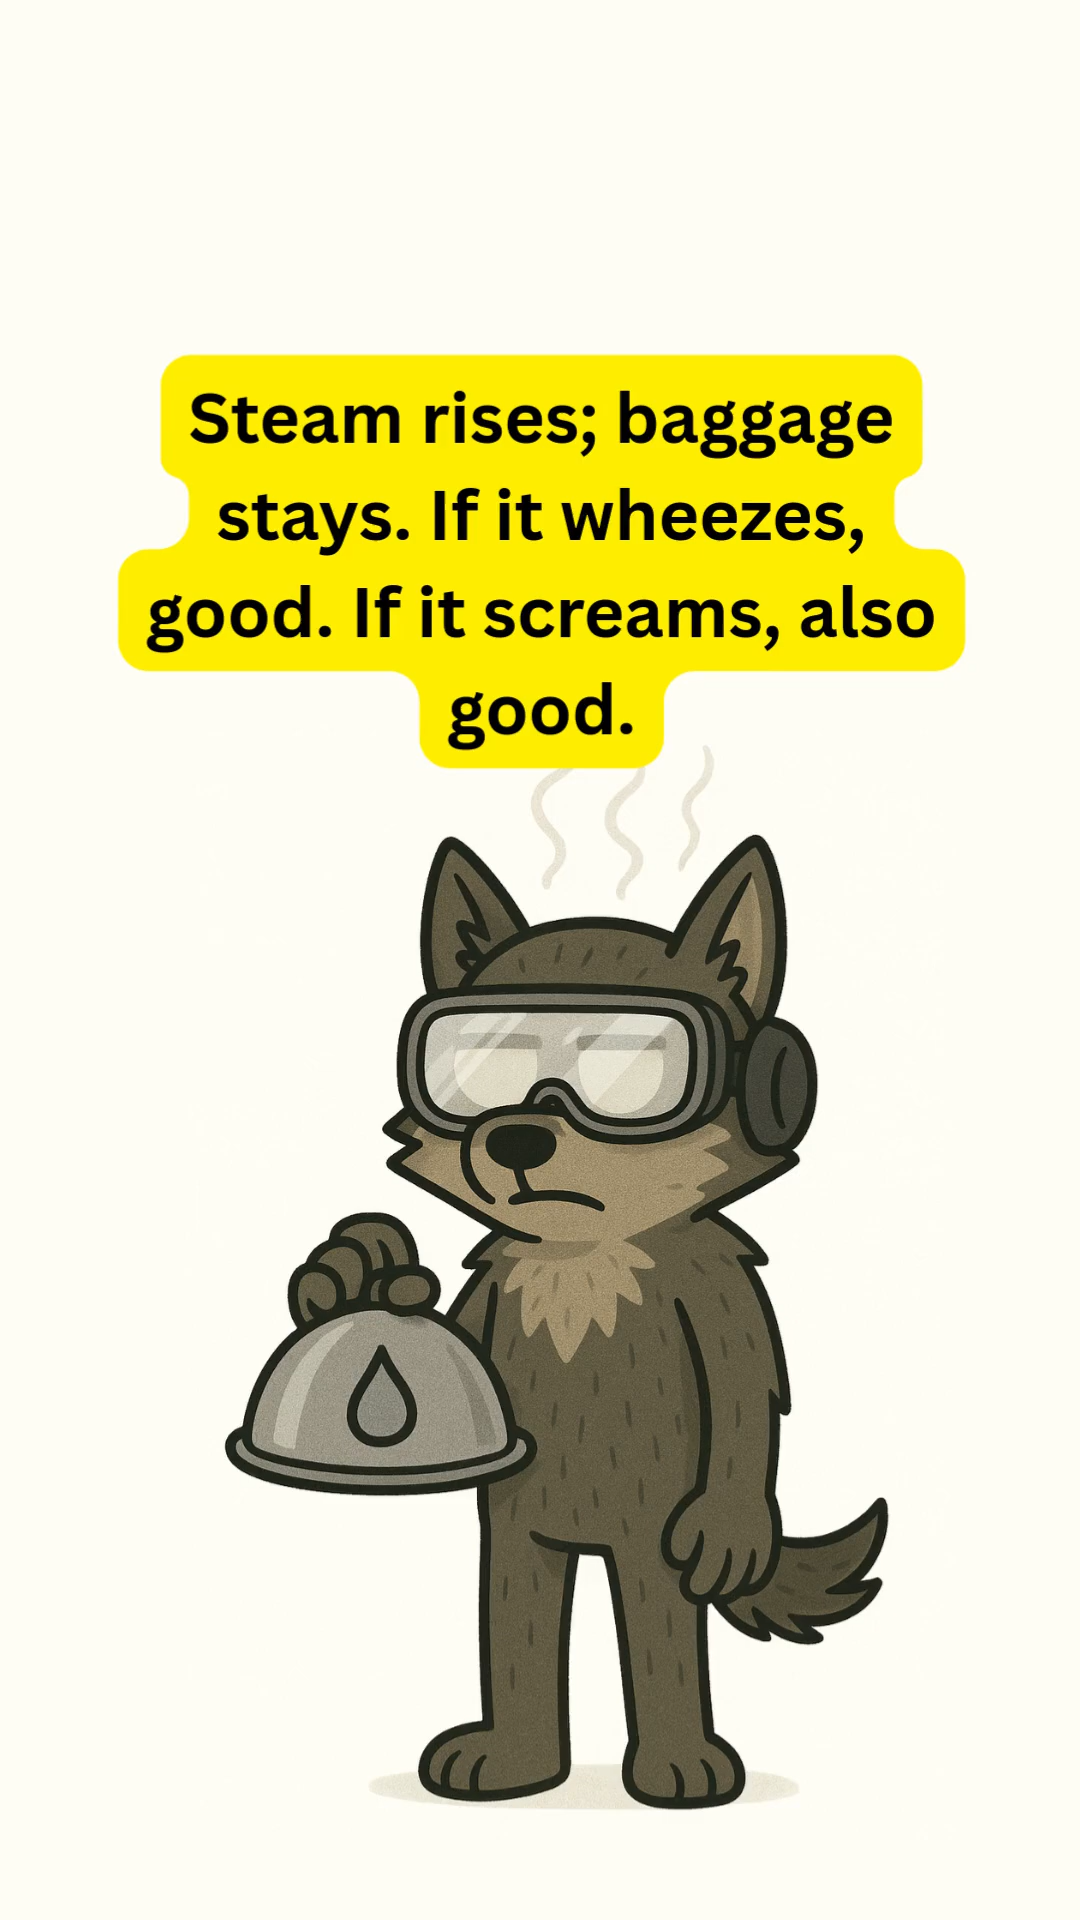 Steam rises; baggage
stays. If it wheezes,
good. If it screams, also
good.